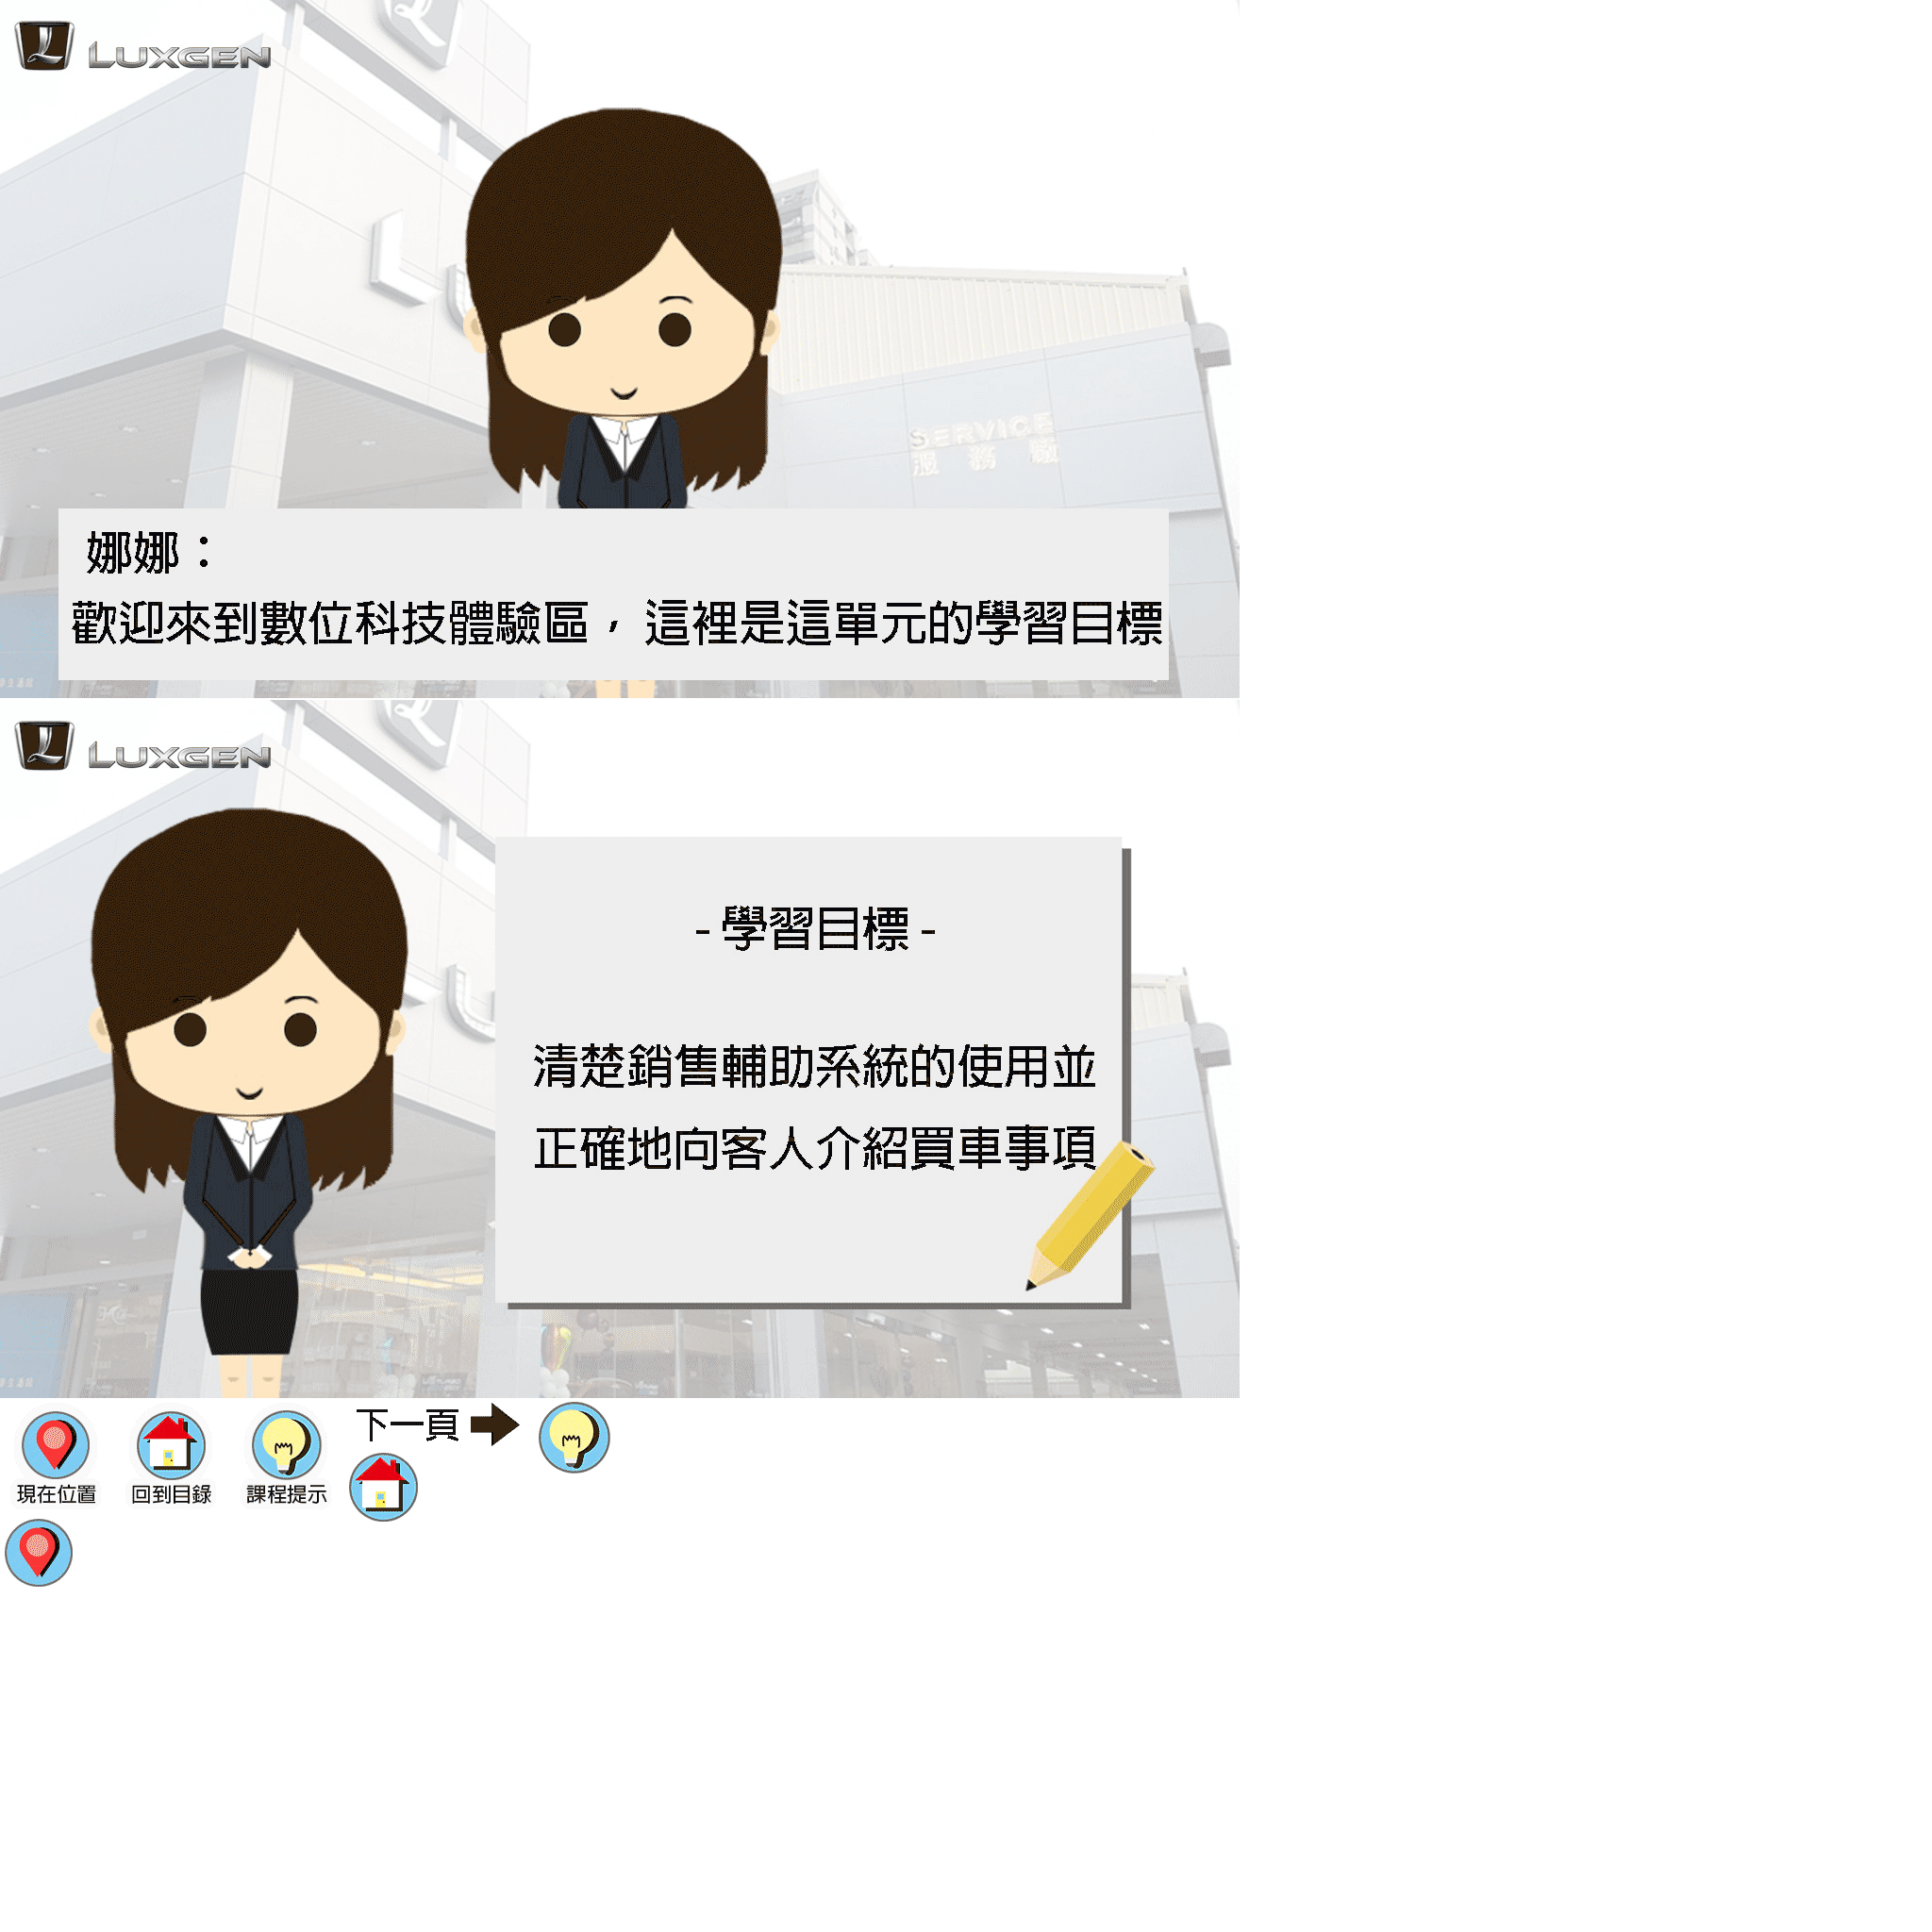 LUXGEN
SERVICE
服務廠
娜娜：
歡迎來到數位科技體驗區，這裡是這單元的學習目標
LUXGEN
- 學習目標 -
清楚銷售輔助系統的使用並
正確地向客人介紹買車事項
下一頁
現在位置
回到目錄
課程提示